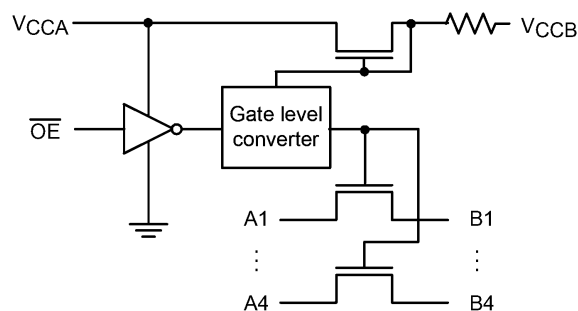 VCCA
VCCB
OE
Gate level
converter
A1
B1
⋮
⋮
A4
B4